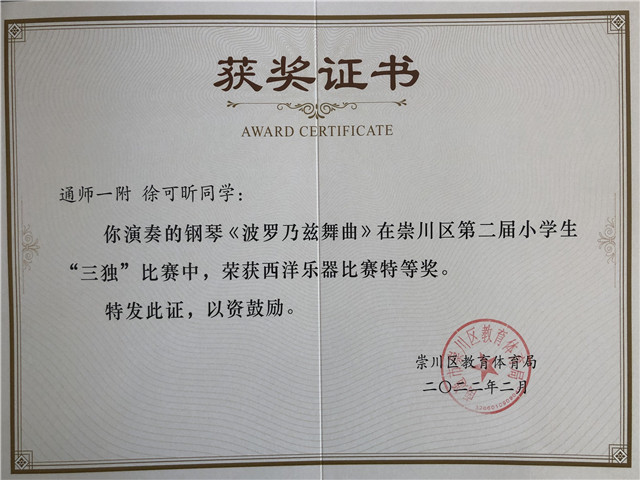 获奖证书
AWARD CERTIFICATE
通师一附 徐可昕同学：
你演奏的钢琴《波罗乃兹舞曲》在崇川区第二届小学生
“三独”比赛中，荣获西洋乐器比赛特等奖。
特发此证，以资鼓励。
崇川区教育体育局
二〇二二年二月